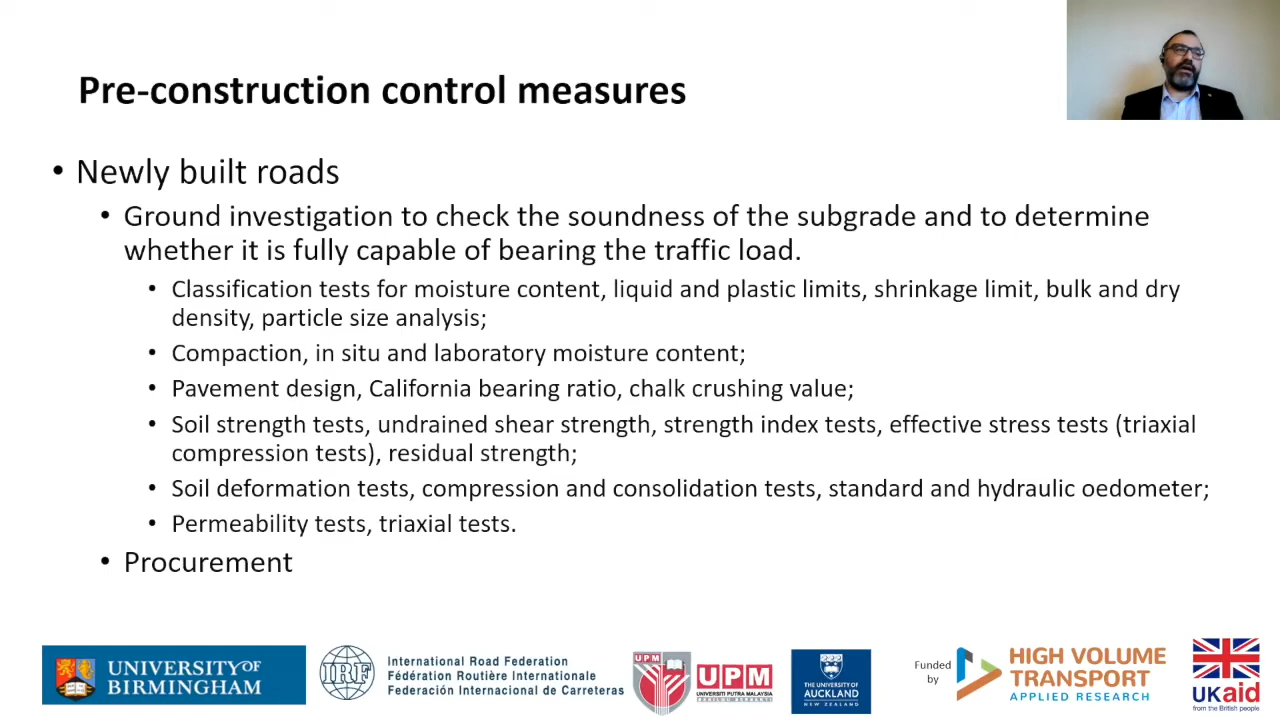 Pre-construction control measures
• Newly built roads
• Ground investigation to check the soundness of the subgrade and to determine
whether it is fully capable of bearing the traffic load.
• Classification tests for moisture content, liquid and plastic limits, shrinkage limit, bulk and dry
density, particle size analysis;
• Compaction, in situ and laboratory moisture content;
• Pavement design, California bearing ratio, chalk crushing value;
• Soil strength tests, undrained shear strength, strength index tests, effective stress tests (triaxial
compression tests), residual strength;
• Soil deformation tests, compression and consolidation tests, standard and hydraulic oedometer;
• Permeability tests, triaxial tests.
• Procurement
UNIVERSITY OF
BIRMINGHAM
IRF
International Road Federation
Fédération Routière Internationale
Federación Internacional de Carreteras
UPM
UPM
UNIVERSITI PUTRA MALAYSIA
THE UNIVERSITY OF
AUCKLAND
NEW ZEALAND
Funded
by
HIGH VOLUME
TRANSPORT
APPLIED RESEARCH
UKaid
from the British people